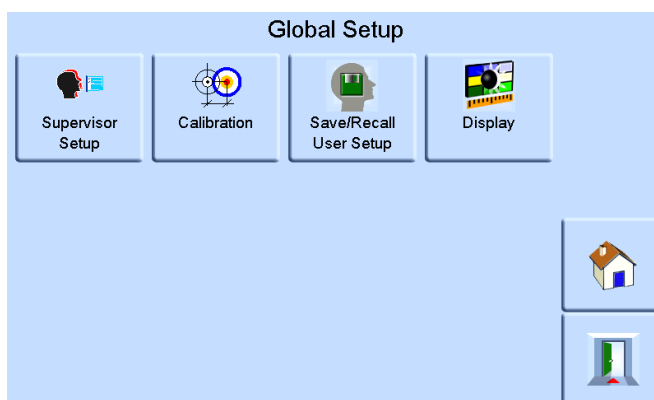 Global Setup
Supervisor
Setup
Calibration
Save/Recall
User Setup
Display